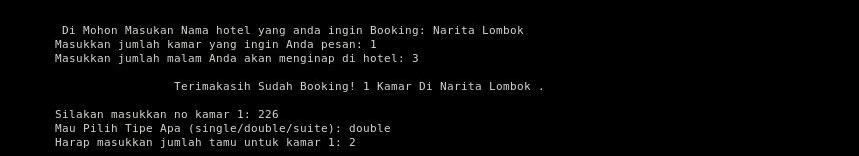 Di Mohon Masukan Nama hotel yang anda ingin Booking: Narita Lombok
Masukkan jumlah kamar yang ingin Anda pesan: 1
Masukkan jumlah malam Anda akan menginap di hotel: 3
Terimakasih Sudah Booking! 1 Kamar Di Narita Lombok .
Silakan masukkan no kamar 1: 226
Mau Pilih Tipe Apa (single/double/suite): double
Harap masukkan jumlah tamu untuk kamar 1: 2